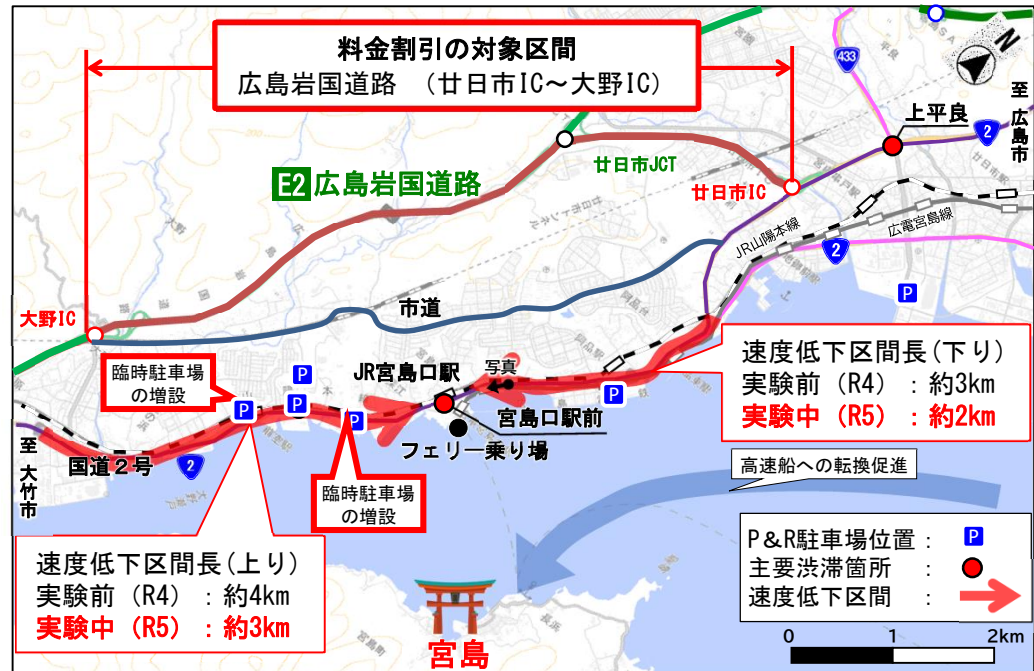 料金割引の対象区間
広島岩国道路 （廿日市IC～大野IC）
N
433
至広島市
上平良
2
E2 広島岩国道路
廿日市JCT
廿日市IC
JR山陽本線
広電宮島線
2
P
大野IC
市道
臨時駐車場
の増設
P
P
P
P
P
JR宮島口駅
写真
宮島口駅前
フェリー乗り場
速度低下区間長(下り)
実験前（R4）：約3km
実験中（R5）：約2km
至大竹市
国道２号
2
臨時駐車場
の増設
高速船への転換促進
速度低下区間長(上り)
実験前（R4）：約4km
実験中（R5）：約3km
宮島
長浜
P&R駐車場位置： P
主要渋滞箇所：
速度低下区間：
0 1 2km